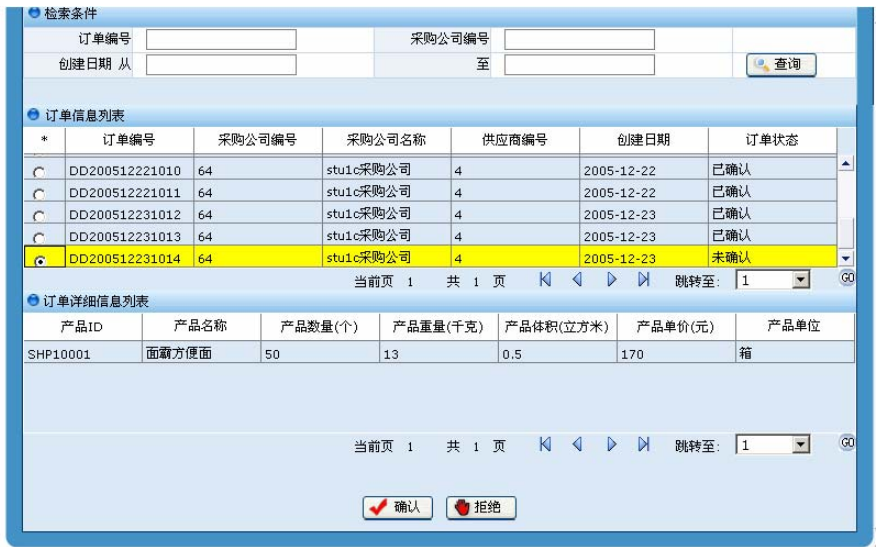 检索条件
订单编号 采购公司编号
创建日期 从 至 查询
订单信息列表
* 订单编号 采购公司编号 采购公司名称 供应商编号 创建日期 订单状态
DD200512221010 64 stu1c采购公司 4 2005-12-22 已确认
DD200512221011 64 stu1c采购公司 4 2005-12-22 已确认
DD200512231012 64 stu1c采购公司 4 2005-12-23 已确认
DD200512231013 64 stu1c采购公司 4 2005-12-23 已确认
DD200512231014 64 stu1c采购公司 4 2005-12-23 未确认
当前页 1 共 1 页 跳转至: 1 GO
订单详细信息列表
产品ID 产品名称 产品数量(个) 产品重量(千克) 产品体积(立方米) 产品单价(元) 产品单位
SHP10001 面霸方便面 50 13 0.5 170 箱
当前页 1 共 1 页 跳转至: 1 GO
确认 拒绝